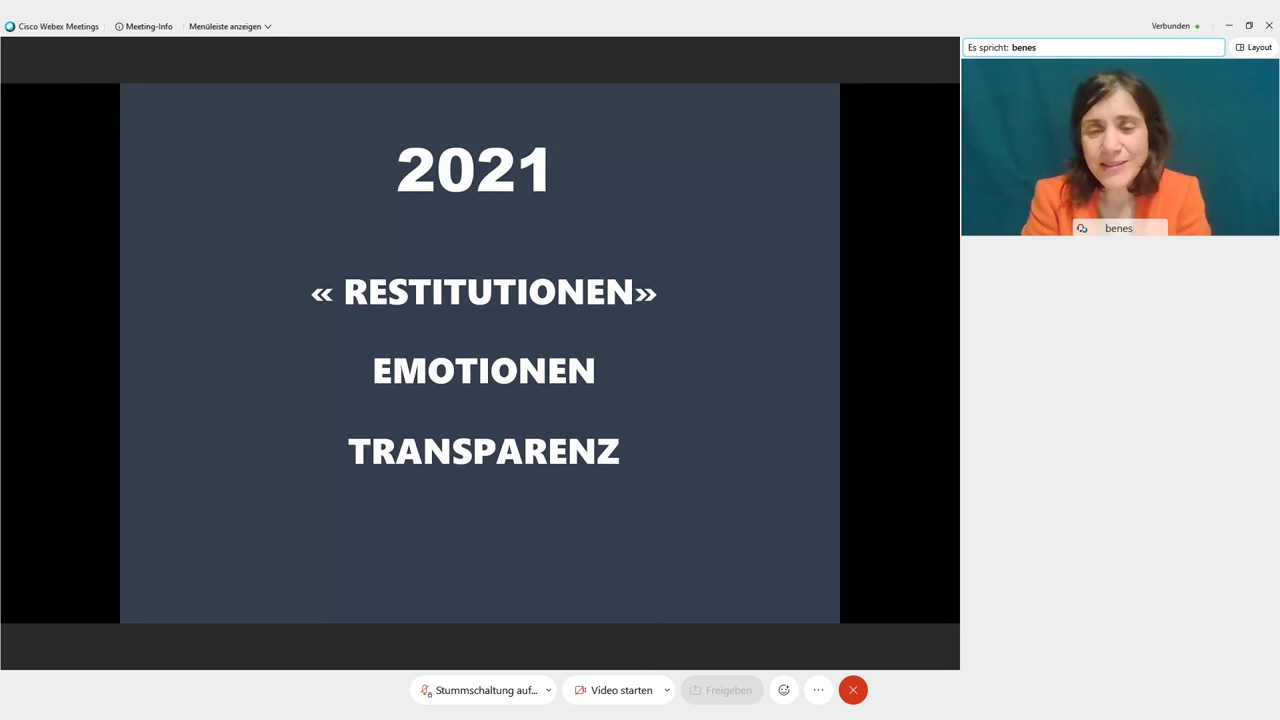 Cisco Webex Meetings
Meeting-Info
Menüleiste anzeigen
Verbunden
Es spricht: benes
Layout
2021
« RESTITUTIONEN»
EMOTIONEN
TRANSPARENZ
benes
Stummschaltung auf...
Video starten
Freigeben